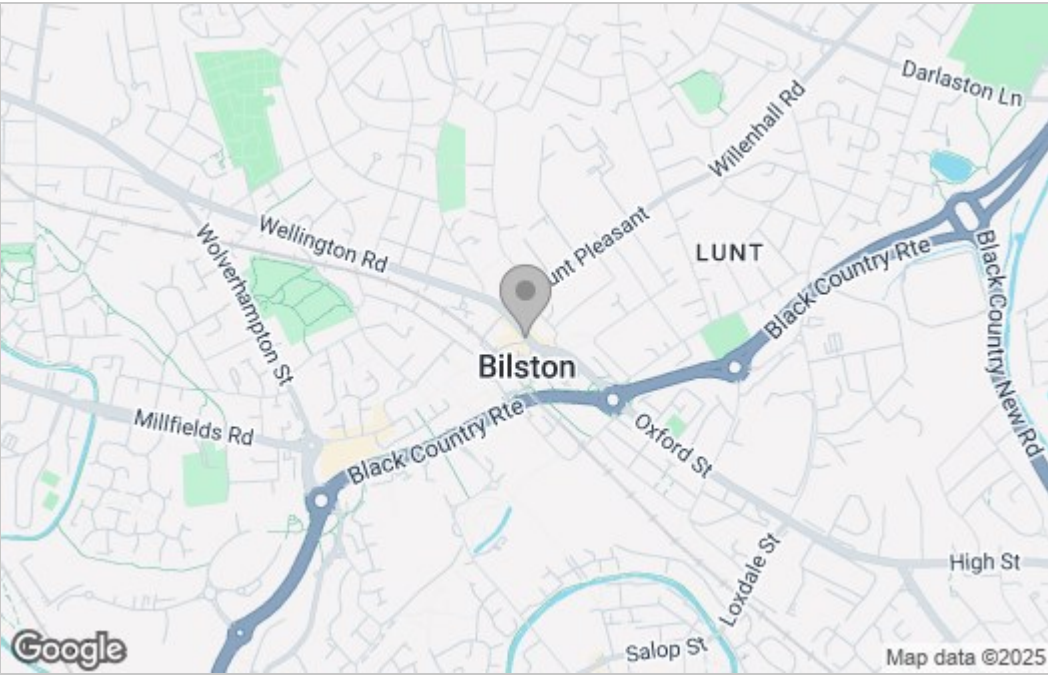 Darlaston Ln
Willenhall Rd
Wellington Rd
Wolverhampton St
unt Pleasant
LUNT
Black Country Rte
Black Country New Rd
Bilston
Millfields Rd
Black Country Rte
Oxford St
Loxdale St
High St
Salop St
Google
Map data ©2025